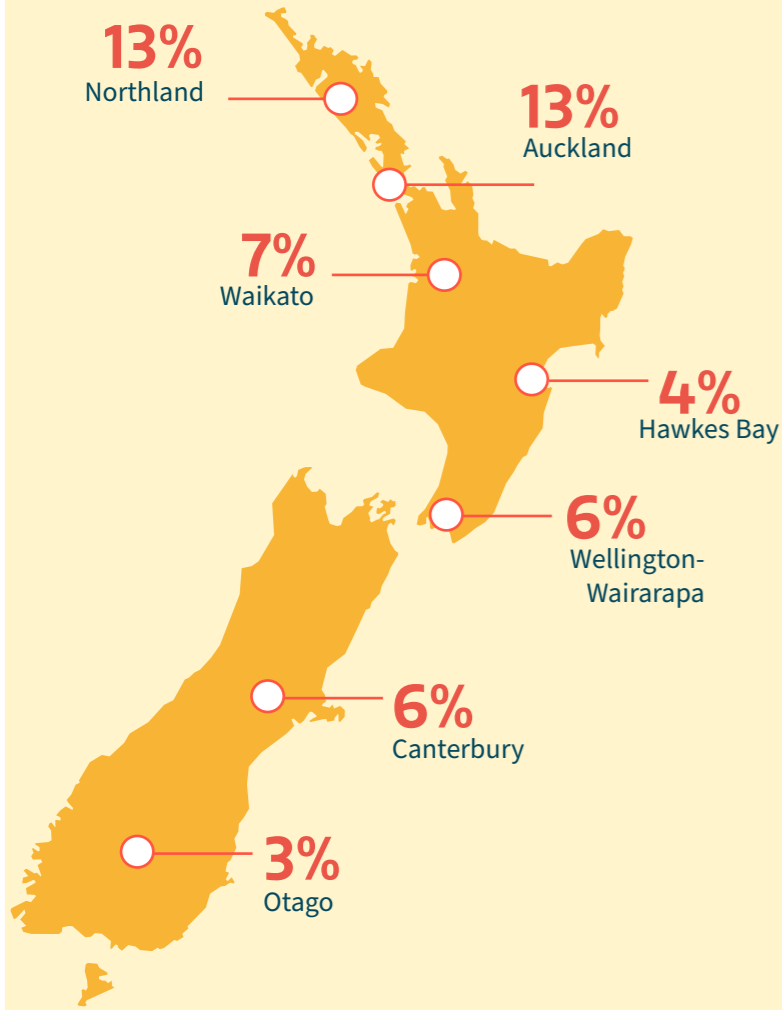 13%
Northland
13%
Auckland
7%
Waikato
4%
Hawkes Bay
6%
Wellington-
Wairarapa
6%
Canterbury
3%
Otago